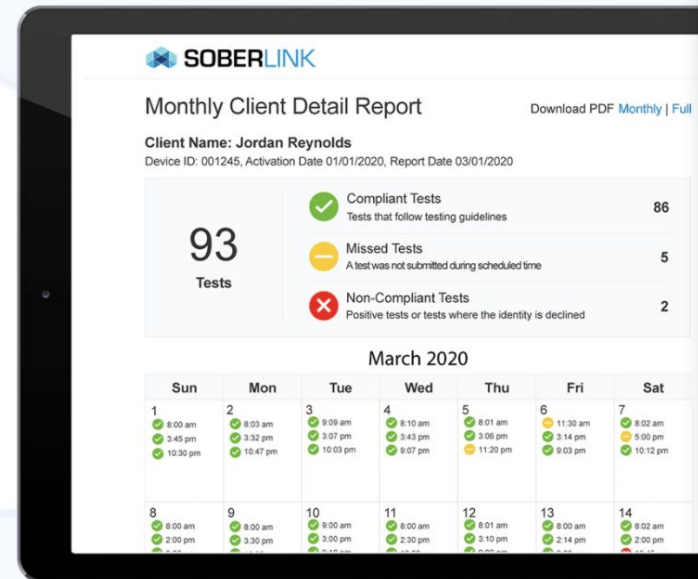 SOBERLINK
Monthly Client Detail Report
Download PDF Monthly | Full
Client Name: Jordan Reynolds
Device ID: 001245, Activation Date 01/01/2020, Report Date 03/01/2020
93
Tests
Compliant Tests
Tests that follow testing guidelines
86
Missed Tests
A test was not submitted during scheduled time
5
Non-Compliant Tests
Positive tests or tests where the identity is declined
2
March 2020
Sun Mon Tue Wed Thu Fri Sat
1 2 3 4 5 6 7
8:00 am 8:03 am 9:09 am 8:10 am 8:01 am 11:30 am 8:02 am
3:45 pm 3:32 pm 3:07 pm 3:43 pm 3:06 pm 3:14 pm 5:00 pm
10:30 pm 10:47 pm 10:03 pm 9:07 pm 11:20 pm 9:03 pm 10:12 pm
8 9 10 11 12 13 14
8:00 am 8:00 am 9:00 am 8:00 am 8:01 am 8:00 am 8:02 am
2:00 pm 3:30 pm 3:00 pm 2:30 pm 3:10 pm 2:14 pm 2:00 pm